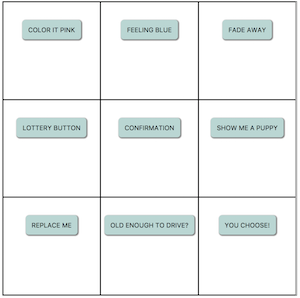 COLOR IT PINK
FEELING BLUE
FADE AWAY
LOTTERY BUTTON
CONFIRMATION
SHOW ME A PUPPY
REPLACE ME
OLD ENOUGH TO DRIVE?
YOU CHOOSE!